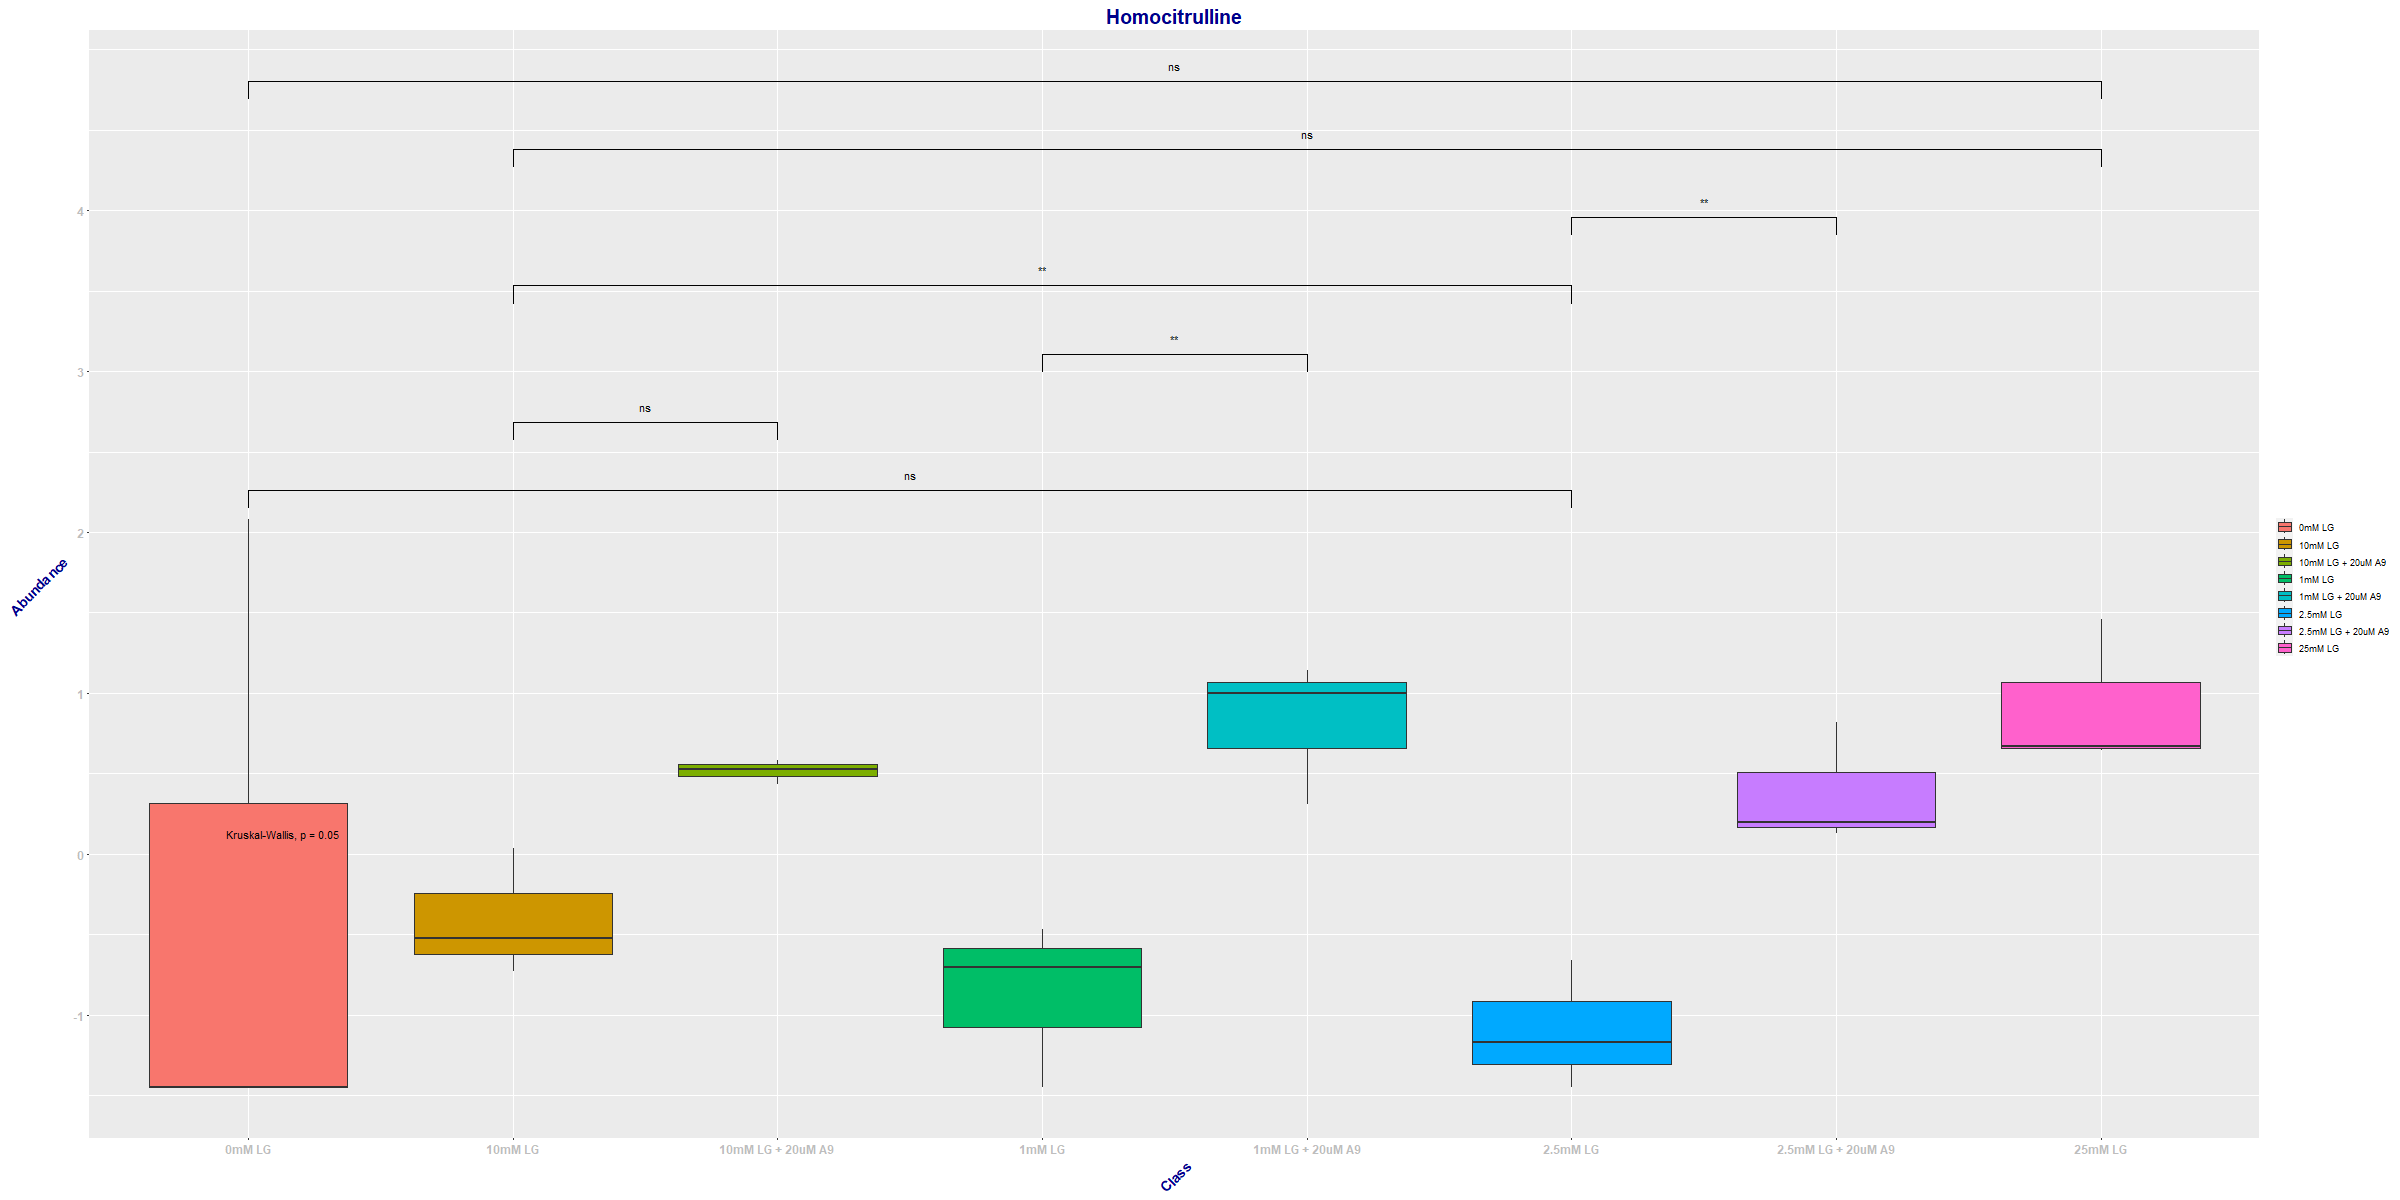 Homocitrulline
ns
ns
**
**
**
ns
ns
Kruskal-Wallis, p = 0.05
4
3
2
1
0
-1
Abundance
0mM LG
10mM LG
10mM LG + 20uM A9
1mM LG
1mM LG + 20uM A9
2.5mM LG
2.5mM LG + 20uM A9
25mM LG
Class
0mM LG
10mM LG
10mM LG + 20uM A9
1mM LG
1mM LG + 20uM A9
2.5mM LG
2.5mM LG + 20uM A9
25mM LG